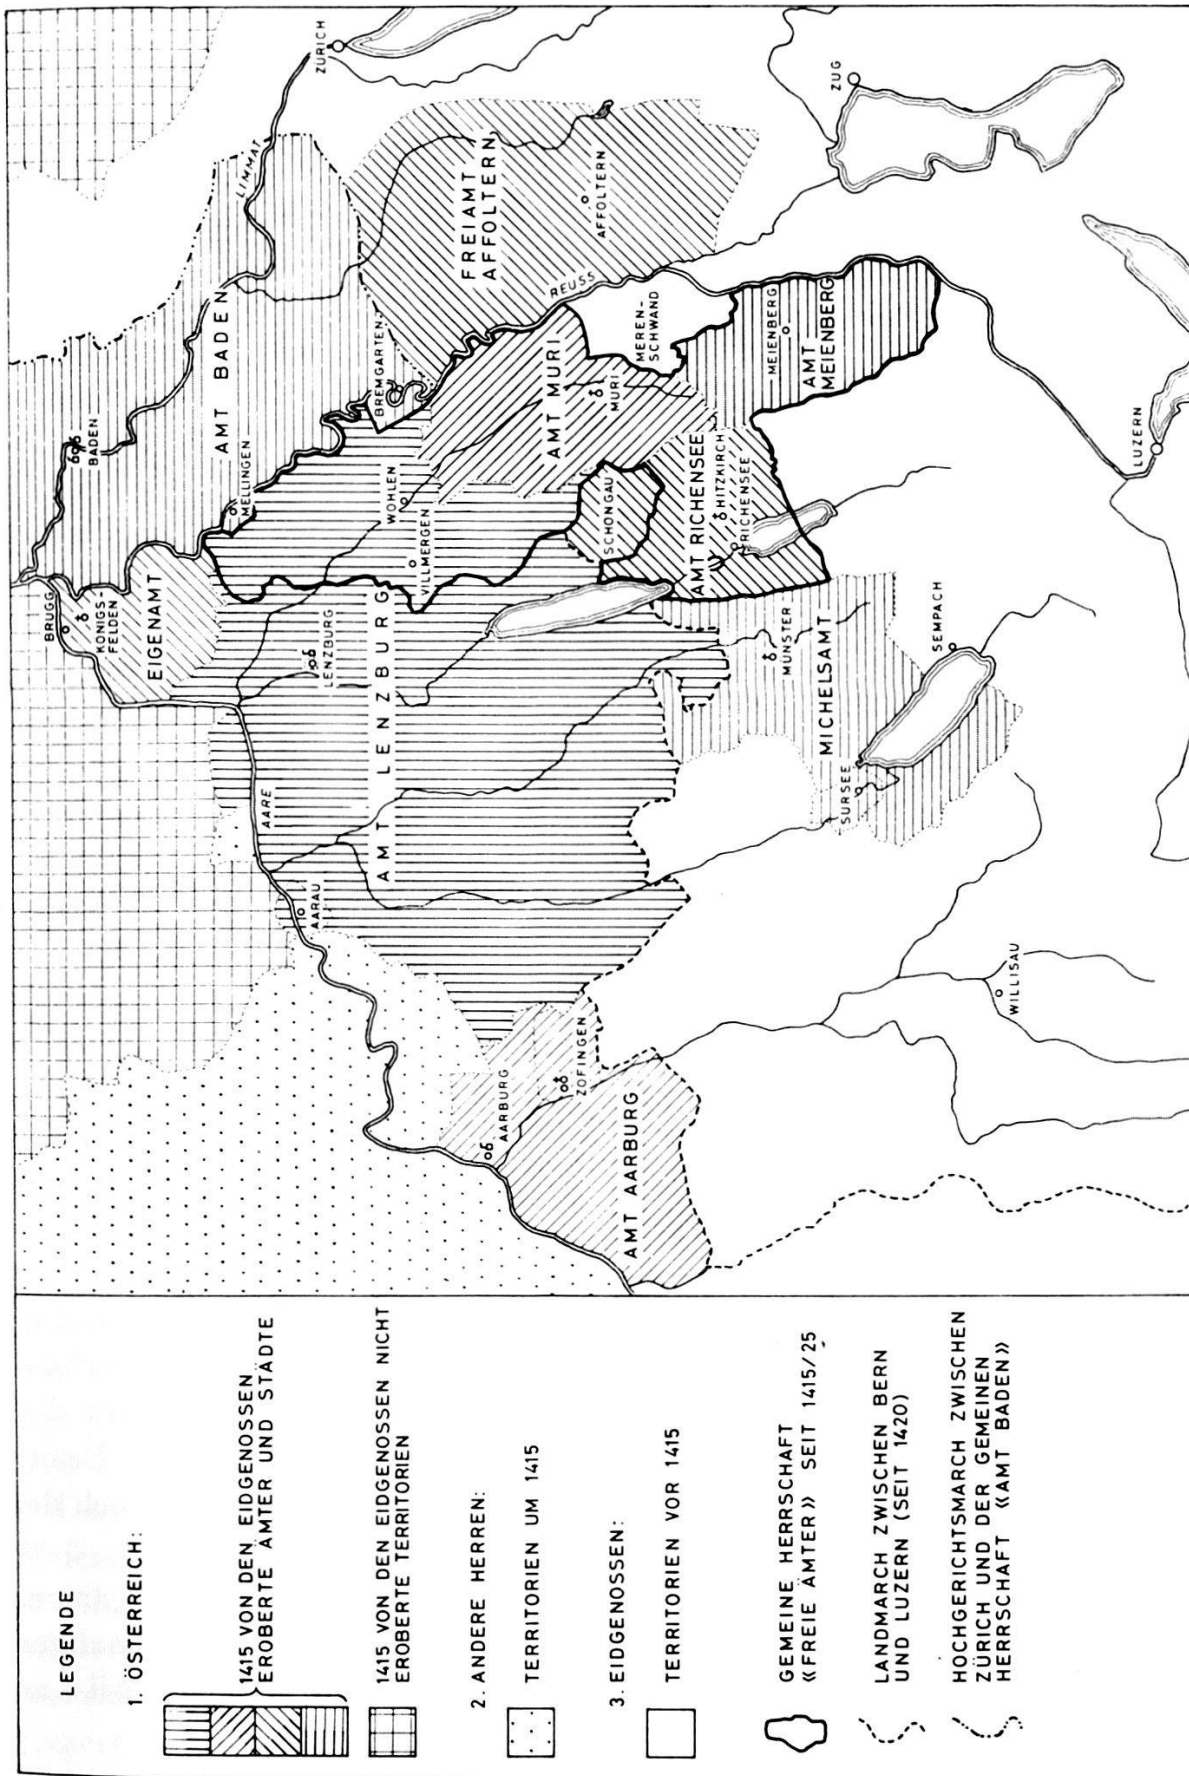 LEGENDE
1. ÖSTERREICH:
1415 VON DEN EIDGENOSSEN
EROBERTE ÄMTER UND STÄDTE
1415 VON DEN EIDGENOSSEN NICHT
EROBERTE TERRITORIEN
2. ANDERE HERREN:
TERRITORIEN UM 1415
3. EIDGENOSSEN:
TERRITORIEN VOR 1415
GEMEINE HERRSCHAFT
«FREIE ÄMTER» SEIT 1415/25
LANDMARCH ZWISCHEN BERN
UND LUZERN (SEIT 1420)
HOCHGERICHTSMARCH ZWISCHEN
ZÜRICH UND DER GEMEINEN
HERRSCHAFT «AMT BADEN»
BRUGG
KÖNIGS-
FELDEN
EIGENAMT
BADEN
MELLINGEN
AMT BADEN
LIMMAT
ZÜRICH
FREIAMT
AFFOLTERN
AFFOLTERN
BREMGARTEN
REUSS
ZUG
AARE
AARAU
LENZBURG
AMT LENZBURG
WOHLEN
VILLMERGEN
AMT MURI
MURI
MEREN-
SCHWAND
MEIENBERG
AMT
MEIENBERG
SCHONGAU
AMT RICHENSEE
HITZKIRCH
RICHENSEE
AARBURG
ZOFINGEN
AMT AARBURG
MÜNSTER
MICHELSAMT
SURSEE
SEMPACH
WILLISAU
LUZERN